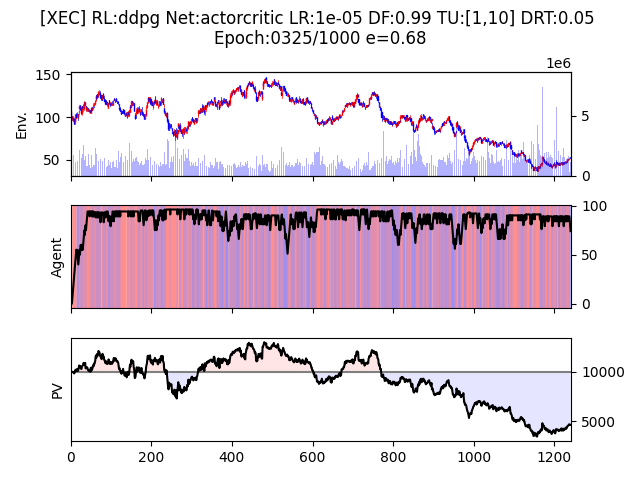 [XEC] RL:ddpg Net:actorcritic LR:1e-05 DF:0.99 TU:[1,10] DRT:0.05
Epoch:0325/1000 e=0.68
1e6
150
100
50
Env.
5
0
Agent
100
50
0
PV
10000
5000
0 200 400 600 800 1000 1200